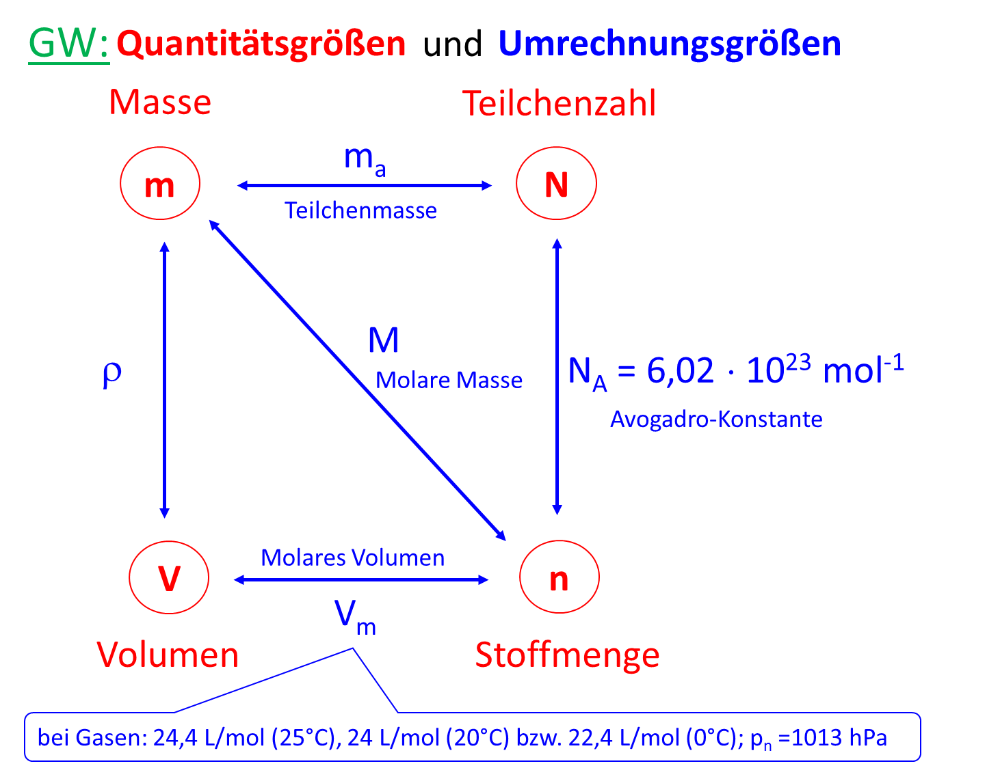 GW: Quantitätsgrößen und Umrechnungsgrößen
Masse
Teilchenzahl
m
mₐ
N
Teilchenmasse
ρ
M
Molare Masse
N_A = 6,02 · 10²³ mol⁻¹
Avogadro-Konstante
V
Molares Volumen
n
Vₘ
Volumen
Stoffmenge
bei Gasen: 24,4 L/mol (25°C), 24 L/mol (20°C) bzw. 22,4 L/mol (0°C); pₙ =1013 hPa